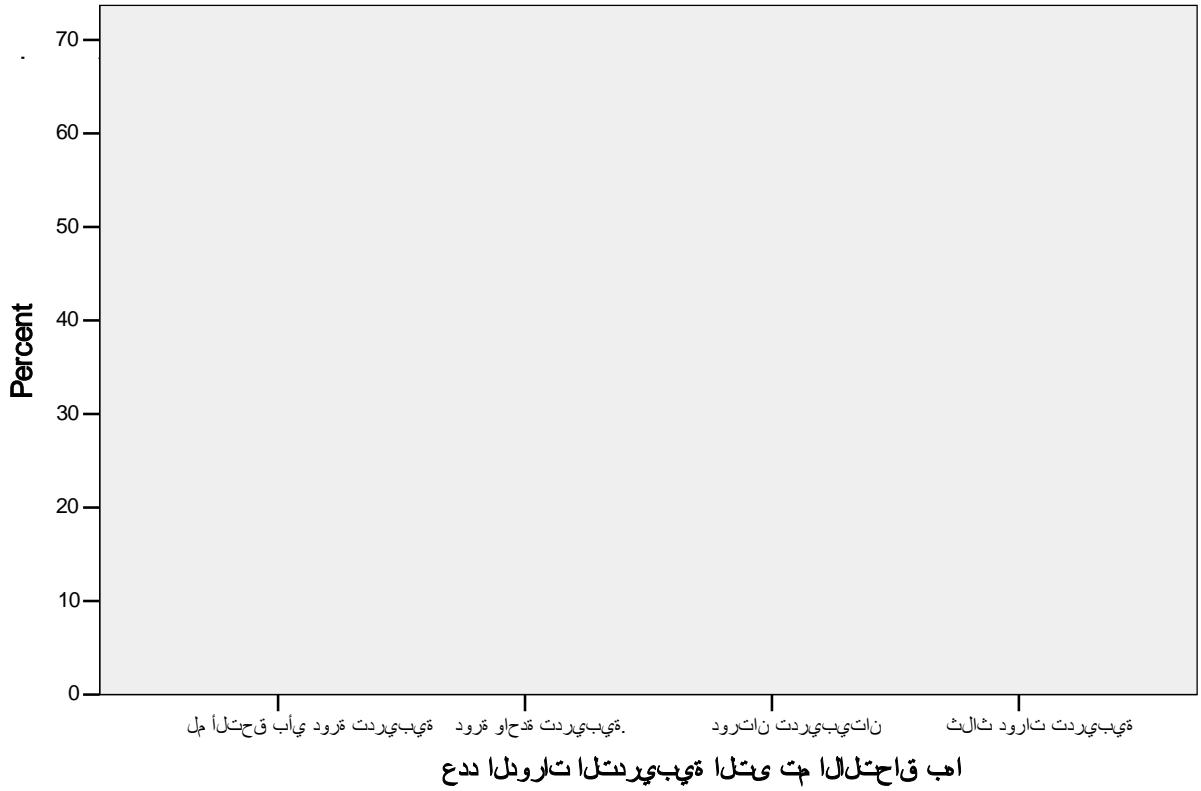 70
60
50
40
30
20
10
0
Percent
لم ألتحق بأي دورة تدريبية
دورة واحدة تدريبية.
دورتان تدريبيتان
ثلاث دورات تدريبية
عدد الدورات التدريبية التى تم الالتحاق بها